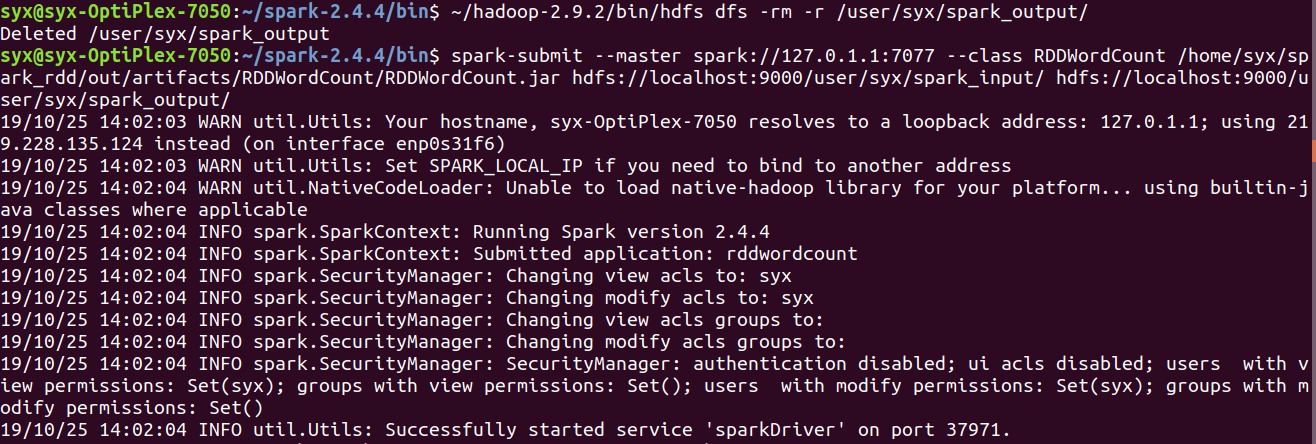 syx@syx-OptiPlex-7050:~/spark-2.4.4/bin$ ~/hadoop-2.9.2/bin/hdfs dfs -rm -r /user/syx/spark_output/
Deleted /user/syx/spark_output
syx@syx-OptiPlex-7050:~/spark-2.4.4/bin$ spark-submit --master spark://127.0.1.1:7077 --class RDDWordCount /home/syx/sp
ark_rdd/out/artifacts/RDDWordCount/RDDWordCount.jar hdfs://localhost:9000/user/syx/spark_input/ hdfs://localhost:9000/u
ser/syx/spark_output/
19/10/25 14:02:03 WARN util.Utils: Your hostname, syx-OptiPlex-7050 resolves to a loopback address: 127.0.1.1; using 21
9.228.135.124 instead (on interface enp0s31f6)
19/10/25 14:02:03 WARN util.Utils: Set SPARK_LOCAL_IP if you need to bind to another address
19/10/25 14:02:04 WARN util.NativeCodeLoader: Unable to load native-hadoop library for your platform... using builtin-j
ava classes where applicable
19/10/25 14:02:04 INFO spark.SparkContext: Running Spark version 2.4.4
19/10/25 14:02:04 INFO spark.SparkContext: Submitted application: rddwordcount
19/10/25 14:02:04 INFO spark.SecurityManager: Changing view acls to: syx
19/10/25 14:02:04 INFO spark.SecurityManager: Changing modify acls to: syx
19/10/25 14:02:04 INFO spark.SecurityManager: Changing view acls groups to:
19/10/25 14:02:04 INFO spark.SecurityManager: Changing modify acls groups to:
19/10/25 14:02:04 INFO spark.SecurityManager: SecurityManager: authentication disabled; ui acls disabled; users  with v
iew permissions: Set(syx); groups with view permissions: Set(); users  with modify permissions: Set(syx); groups with m
odify permissions: Set()
19/10/25 14:02:04 INFO util.Utils: Successfully started service 'sparkDriver' on port 37971.